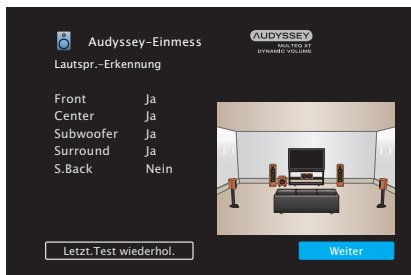 Audyssey-Einmess
AUDYSSEY
MULTEQ XT
DYNAMIC VOLUME
Lautspr.-Erkennung
Front Ja
Center Ja
Subwoofer Ja
Surround Ja
S.Back Nein
Letzt.Test wiederhol.
Weiter